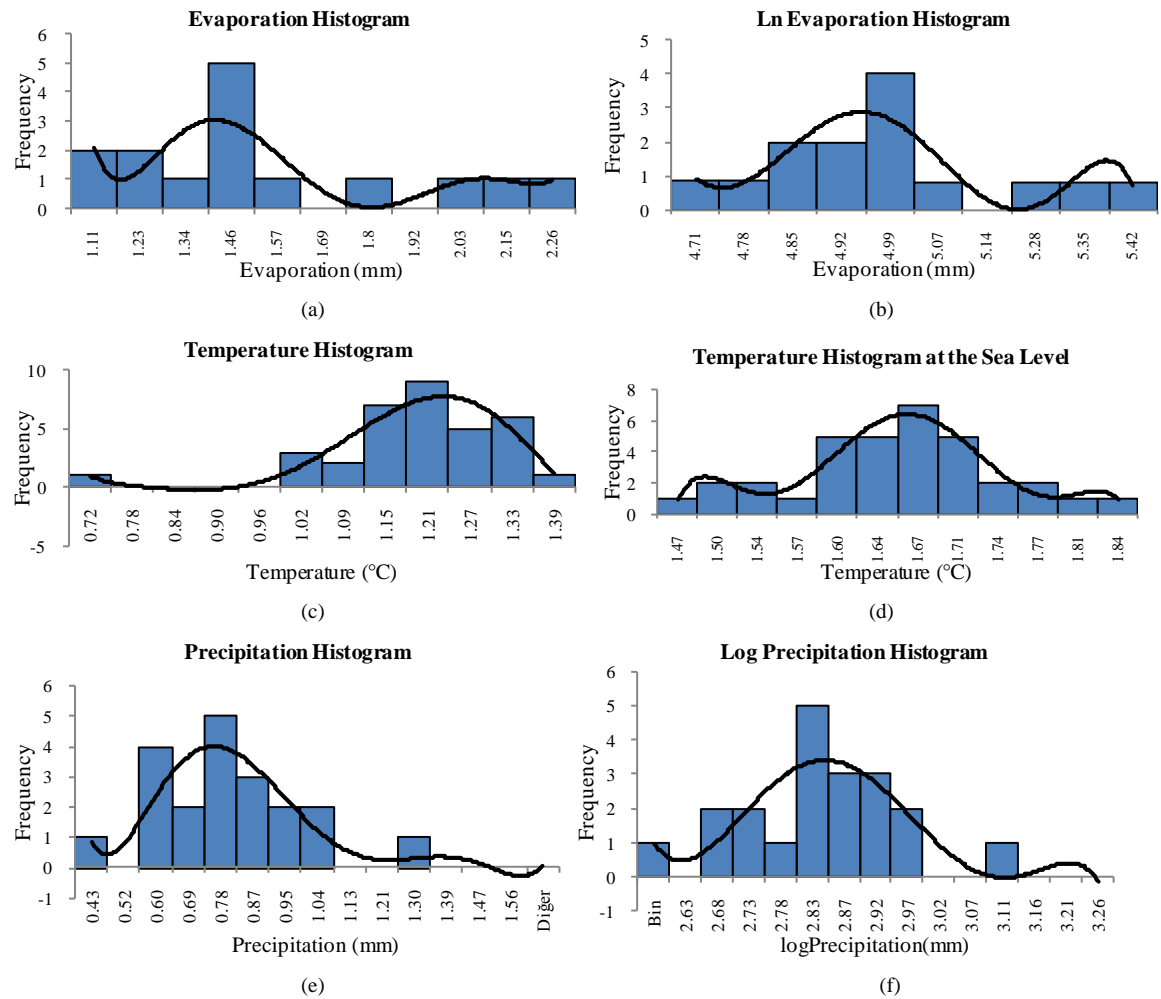 Evaporation Histogram
Frequency
6
5
4
3
2
1
0
1.11 1.23 1.34 1.46 1.57 1.69 1.8 1.92 2.03 2.15 2.26
Evaporation (mm)
(a)
Ln Evaporation Histogram
Frequency
5
4
3
2
1
0
4.71 4.78 4.85 4.92 4.99 5.07 5.14 5.28 5.35 5.42
Evaporation (mm)
(b)
Temperature Histogram
Frequency
10
5
0
-5
0.72 0.78 0.84 0.90 0.96 1.02 1.09 1.15 1.21 1.27 1.33 1.39
Temperature (°C)
(c)
Temperature Histogram at the Sea Level
Frequency
8
6
4
2
0
1.47 1.50 1.54 1.57 1.60 1.64 1.67 1.71 1.74 1.77 1.81 1.84
Temperature (°C)
(d)
Precipitation Histogram
Frequency
6
5
4
3
2
1
0
-1
0.43 0.52 0.60 0.69 0.78 0.87 0.95 1.04 1.13 1.21 1.30 1.39 1.47 1.56 Diğer
Precipitation (mm)
(e)
Log Precipitation Histogram
Frequency
6
5
4
3
2
1
0
-1
Bin 2.63 2.68 2.73 2.78 2.83 2.87 2.92 2.97 3.02 3.07 3.11 3.16 3.21 3.26
logPrecipitation(mm)
(f)